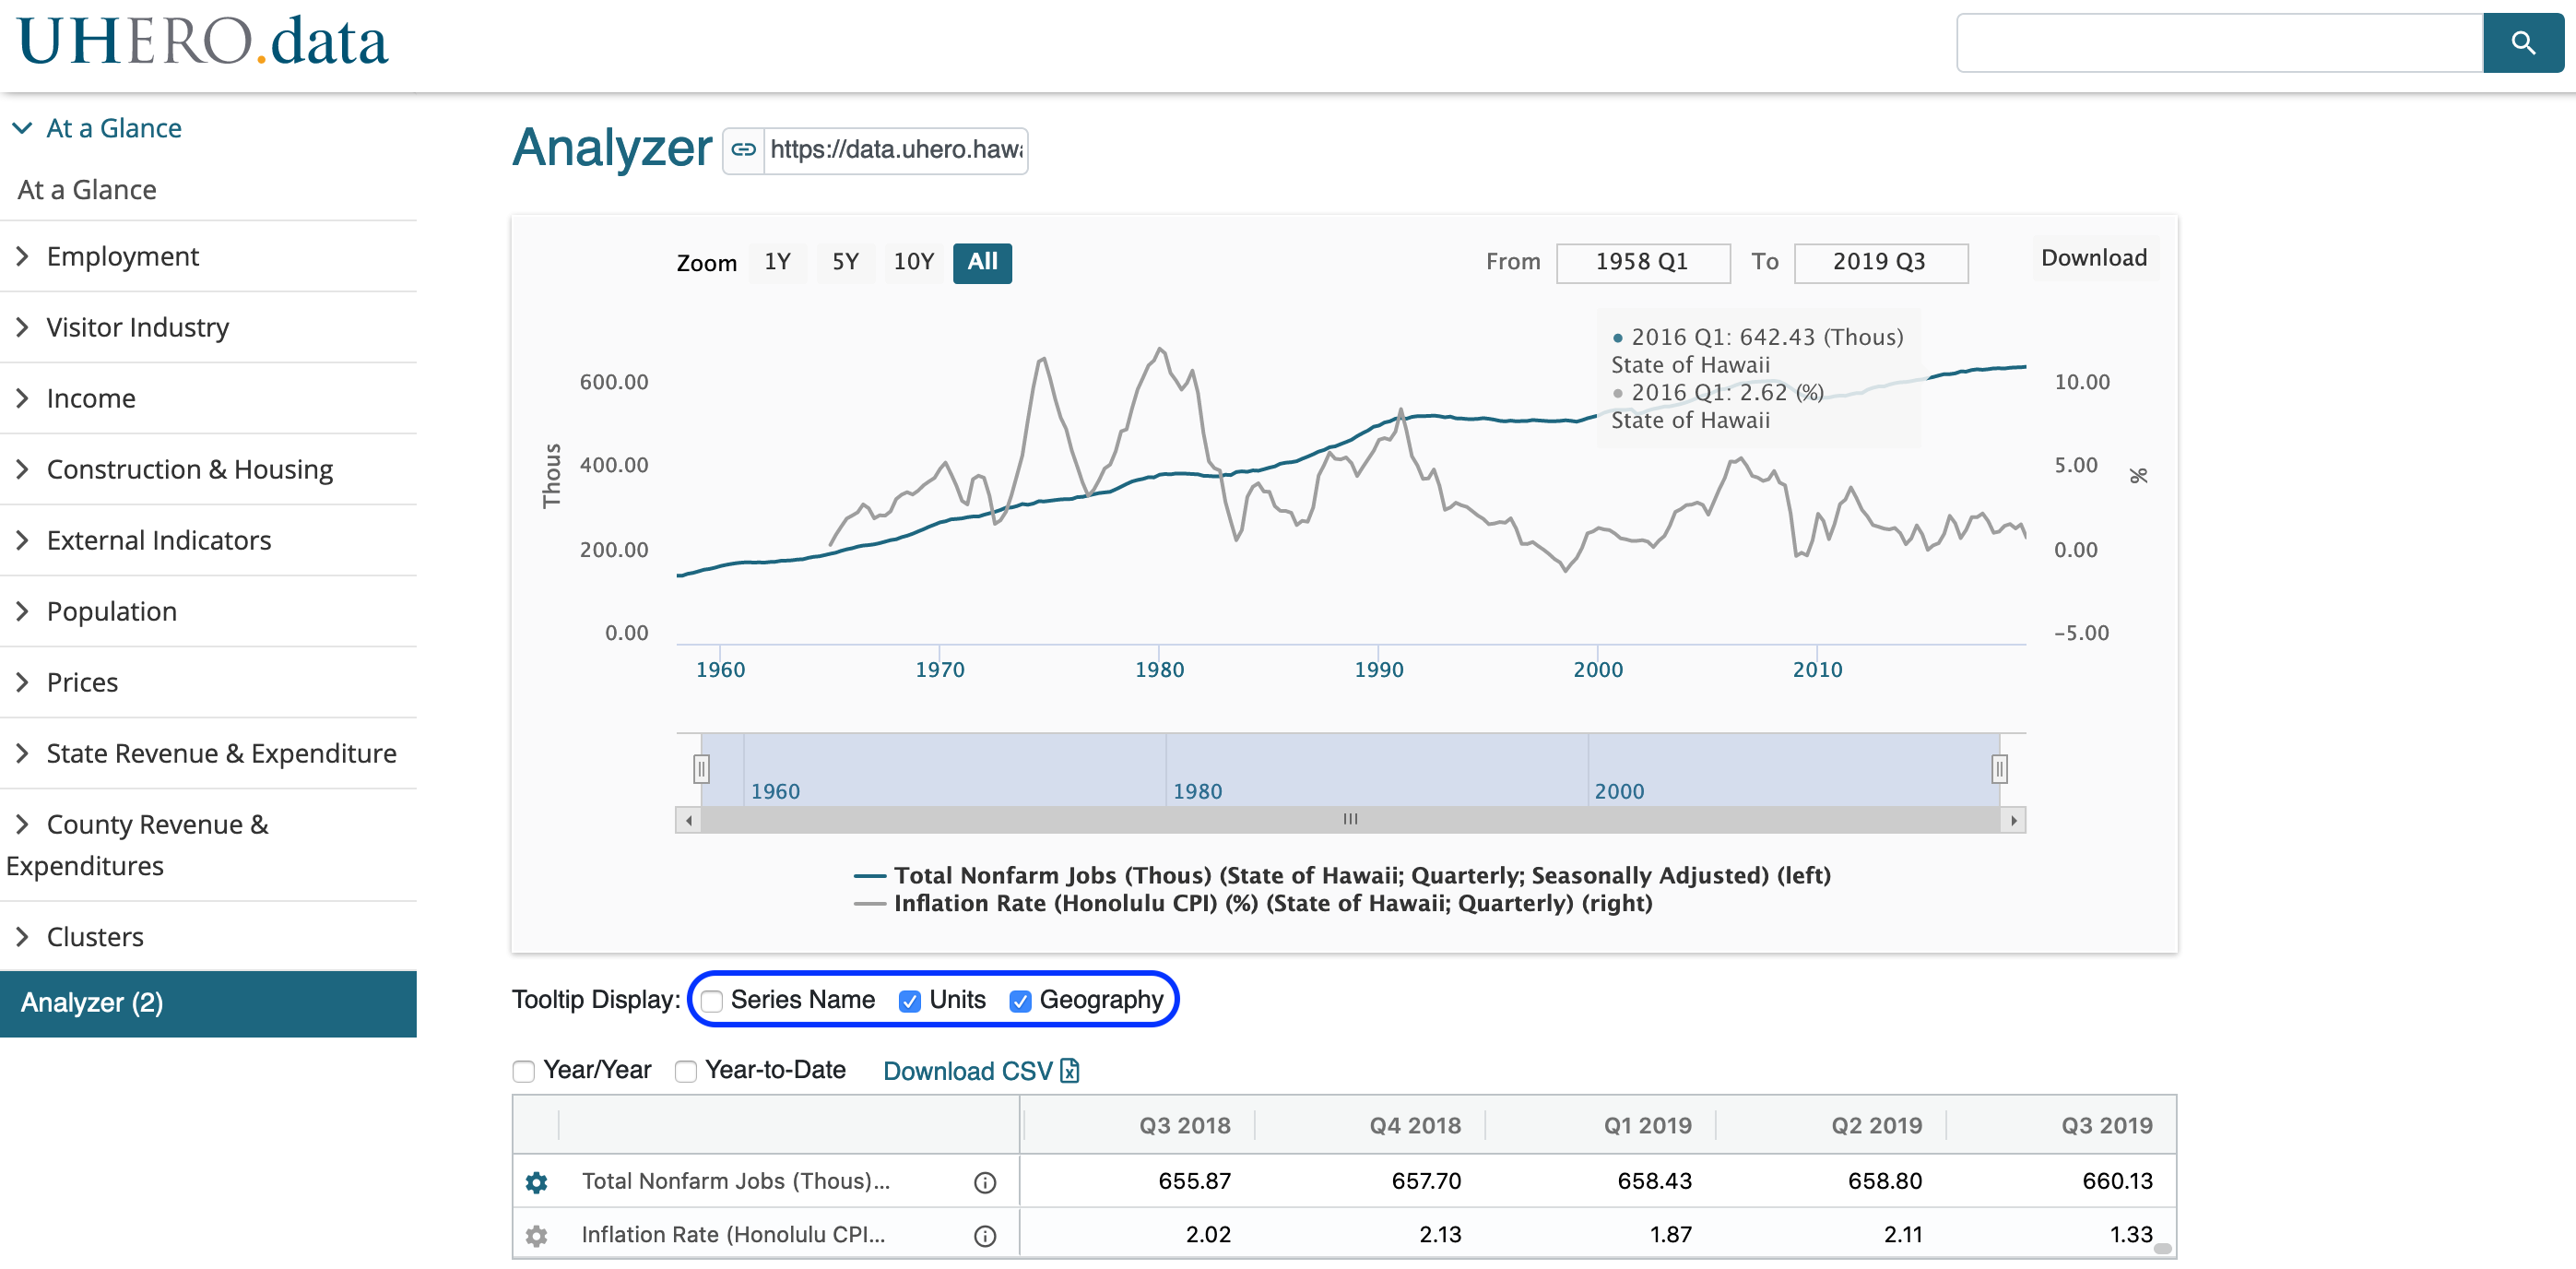 UHERO.data
At a Glance
At a Glance
Employment
Visitor Industry
Income
Construction & Housing
External Indicators
Population
Prices
State Revenue & Expenditure
County Revenue &
Expenditures
Clusters
Analyzer (2)
Analyzer https://data.uhero.hawa
Zoom 1Y 5Y 10Y All From 1958 Q1 To 2019 Q3 Download
● 2016 Q1: 642.43 (Thous)
State of Hawaii
● 2016 Q1: 2.62 (%)
State of Hawaii
Thous
600.00
400.00
200.00
0.00
10.00
5.00
0.00
-5.00
%
1960 1970 1980 1990 2000 2010
1960 1980 2000
Total Nonfarm Jobs (Thous) (State of Hawaii; Quarterly; Seasonally Adjusted) (left)
Inflation Rate (Honolulu CPI) (%) (State of Hawaii; Quarterly) (right)
Tooltip Display: Series Name Units Geography
Year/Year Year-to-Date Download CSV
Q3 2018 Q4 2018 Q1 2019 Q2 2019 Q3 2019
Total Nonfarm Jobs (Thous)... 655.87 657.70 658.43 658.80 660.13
Inflation Rate (Honolulu CPI... 2.02 2.13 1.87 2.11 1.33